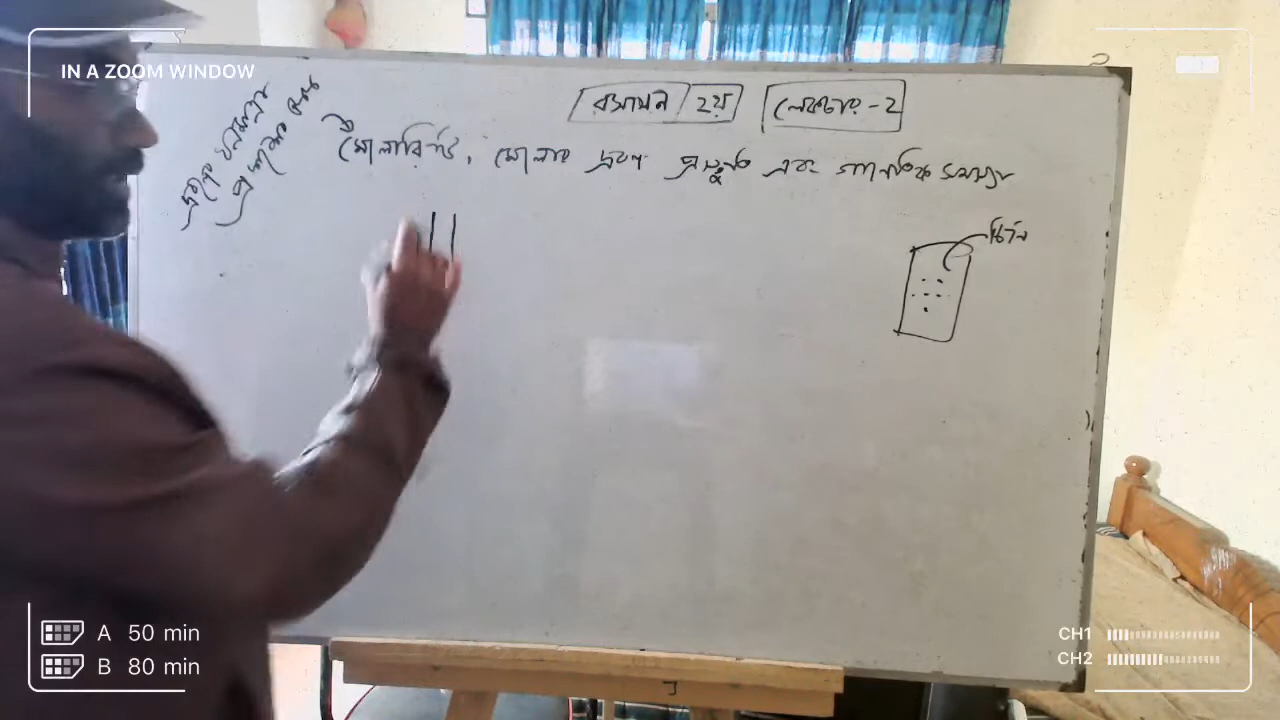 IN A ZOOM WINDOW
রসায়ন ২য় লেকচার-২
মোলারিটি, মোলার দ্রবণ প্রস্তুতি এবং গাণিতিক সমস্যা
চিনি
A 50 min
B 80 min
CH1
CH2